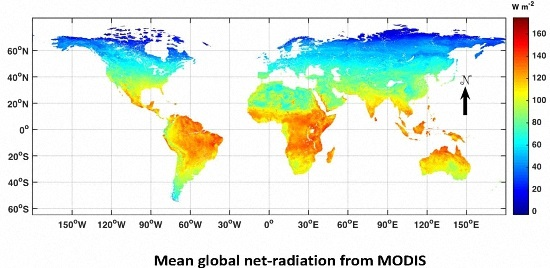 W m⁻²
160
140
120
100
80
60
40
20
0
60°N
40°N
20°N
0°
20°S
40°S
60°S
N
150°W 120°W 90°W 60°W 30°W 0° 30°E 60°E 90°E 120°E 150°E
Mean global net-radiation from MODIS